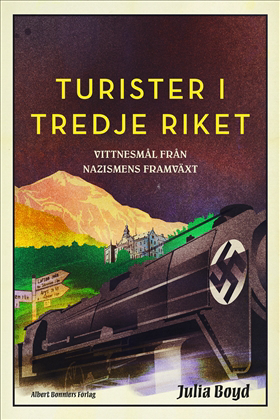 TURISTER I
TREDJE RIKET
VITTNESMÅL FRÅN
NAZISMENS FRAMVÄXT
Albert Bonniers Förlag
Julia Boyd